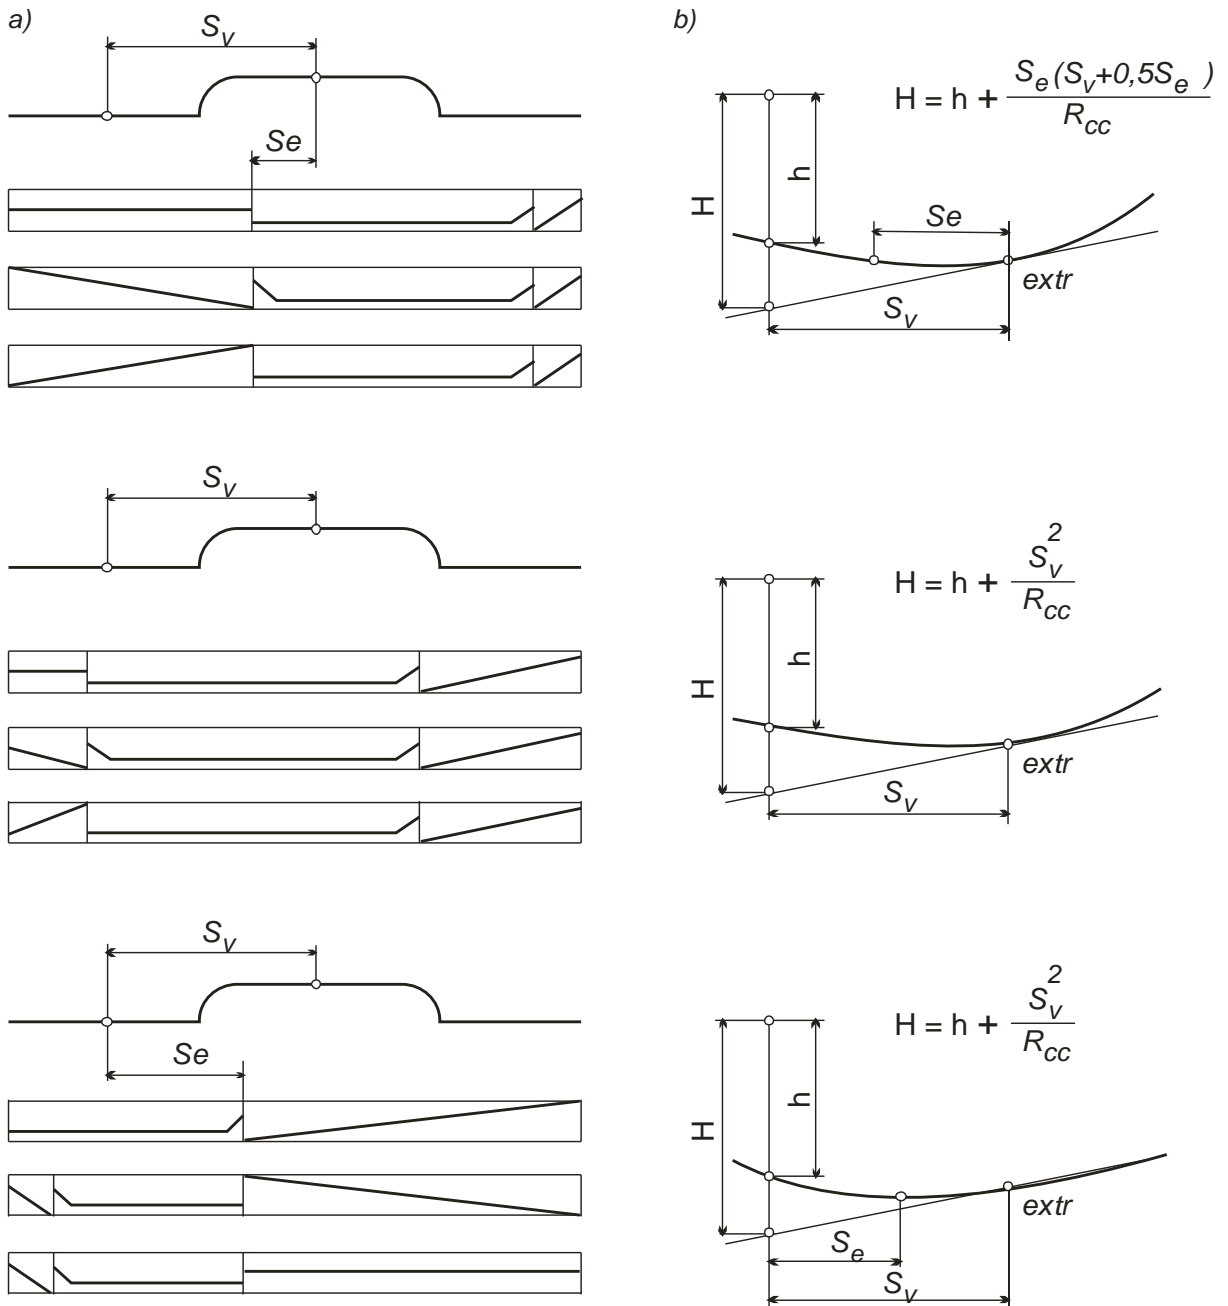 a)
S_v
Se
b)
H = h + S_e(S_v+0,5S_e) / R_cc
H
h
Se
extr
S_v
S_v
H = h + S_v^2 / R_cc
H
h
extr
S_v
S_v
Se
H = h + S_v^2 / R_cc
H
h
extr
S_e
S_v